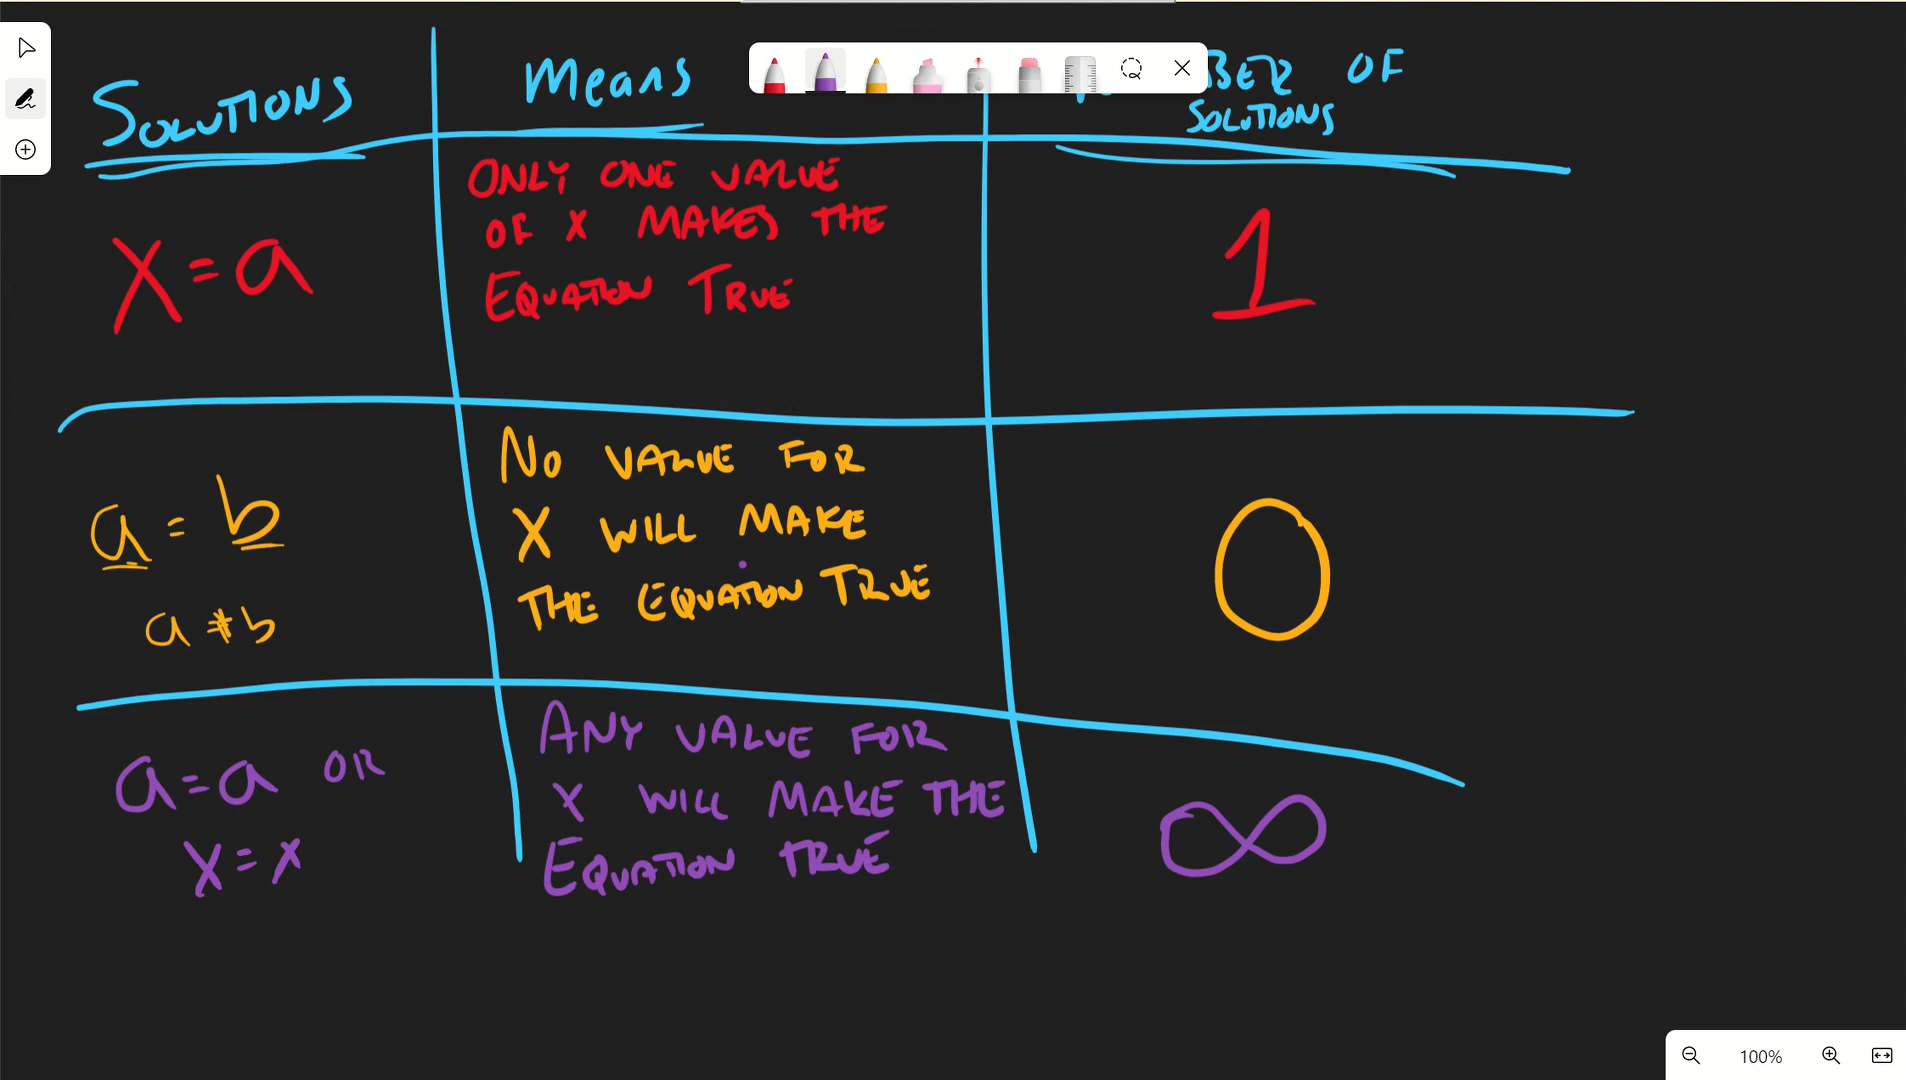 Solutions
Means
OF
SOLUTIONS
X = a
ONLY ONE VALUE
OF X MAKES THE
EQUATION TRUE
1
a = b
a ≠ b
No VALUE FOR
X WILL MAKE
THE EQUATION TRUE
0
a = a OR
x = x
ANY VALUE FOR
X WILL MAKE THE
EQUATION TRUE
∞
100%